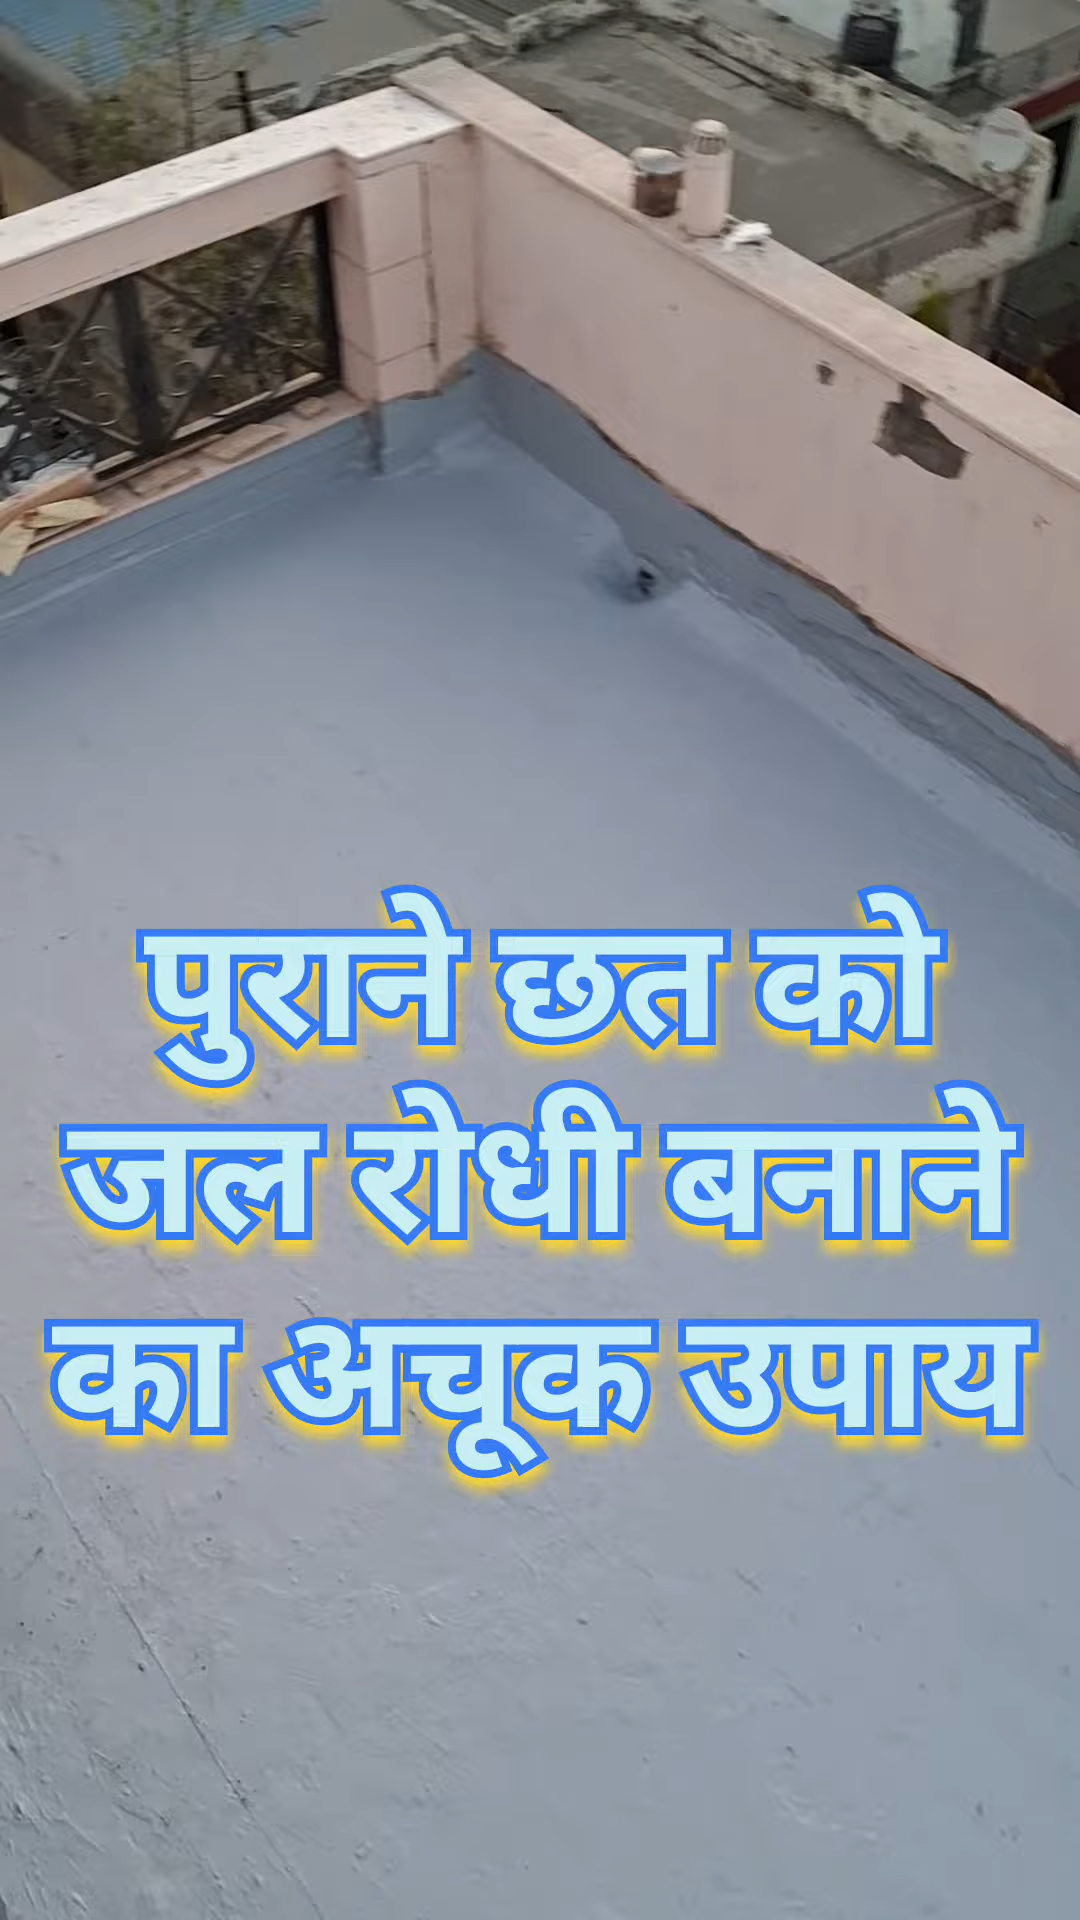 पुराने छत को
जल रोधी बनाने
का अचूक उपाय